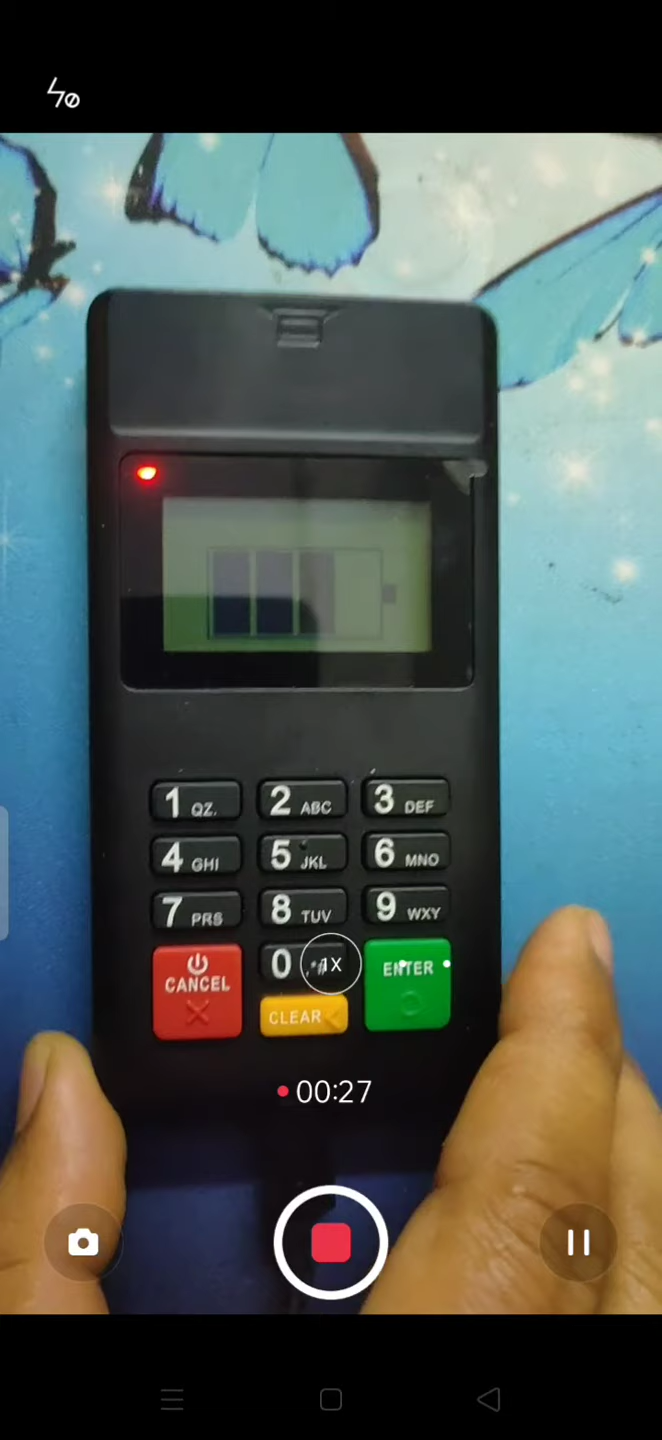 1 QZ. 2 ABC 3 DEF
4 GHI 5 JKL 6 MNO
7 PRS 8 TUV 9 WXY
CANCEL 0 1X ENTER
CLEAR
00:27